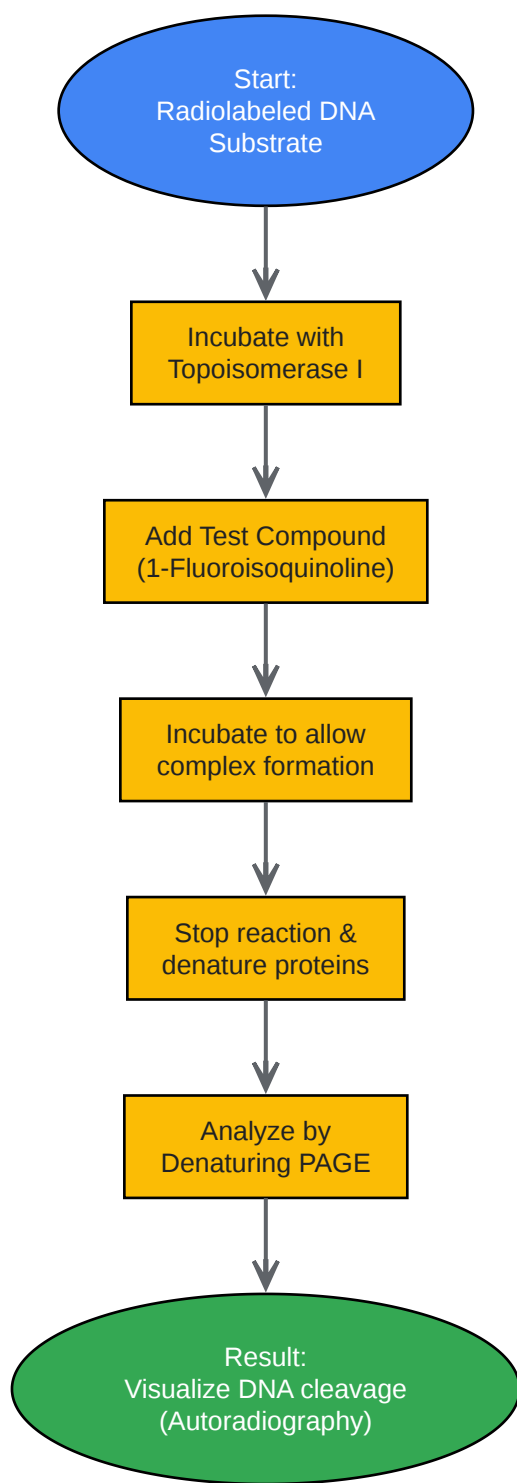 Start:
Radiolabeled DNA
Substrate
Incubate with
Topoisomerase I
Add Test Compound
(1-Fluoroisoquinoline)
Incubate to allow
complex formation
Stop reaction &
denature proteins
Analyze by
Denaturing PAGE
Result:
Visualize DNA cleavage
(Autoradiography)